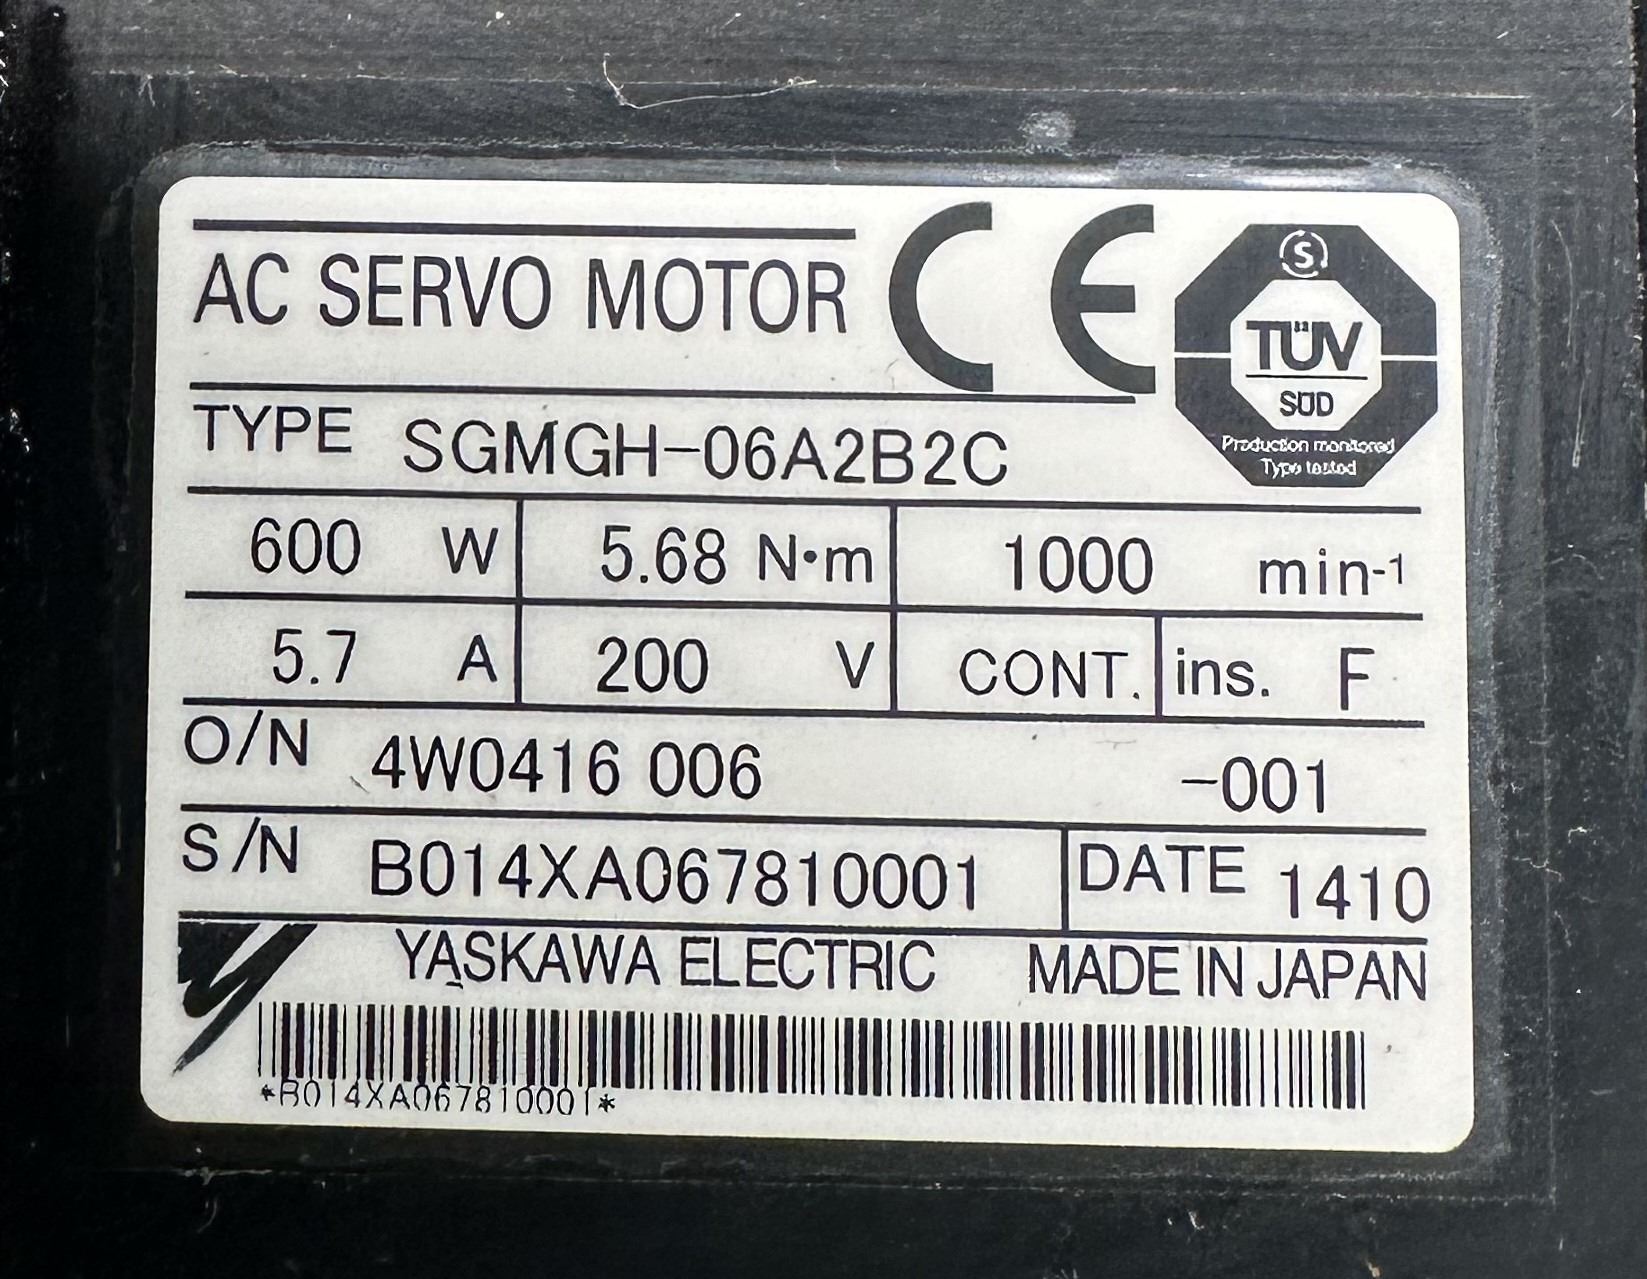 AC SERVO MOTOR CE
S
TÜV
SÜD
Production monitored
Type tested
TYPE SGMGH-06A2B2C
600 W 5.68 N·m 1000 min-1
5.7 A 200 V CONT. ins. F
O/N 4W0416 006 -001
S/N B014XA067810001 DATE 1410
YASKAWA ELECTRIC MADE IN JAPAN
*B014XA067810001*